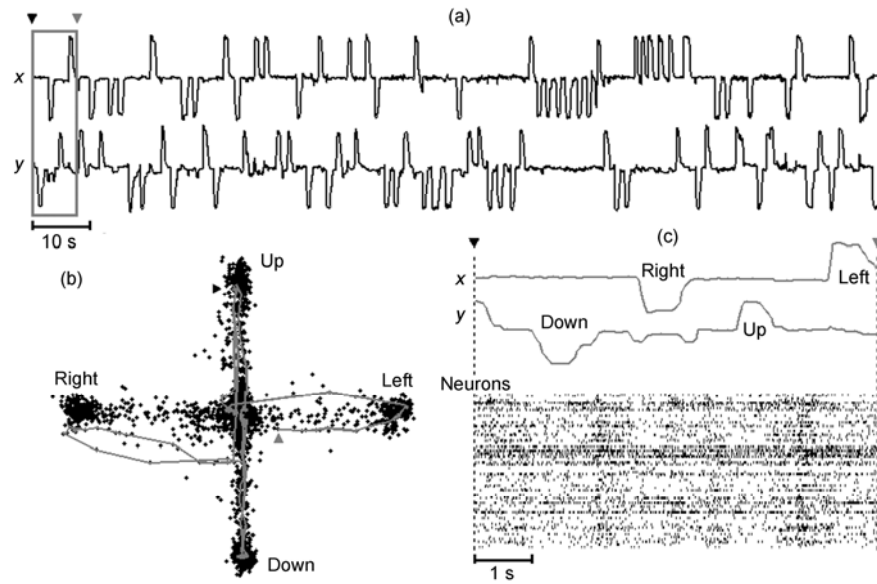 (a)
x
y
10 s
(b)
Up
Right
Left
Down
(c)
x
Right
Left
y
Down
Up
Neurons
1 s